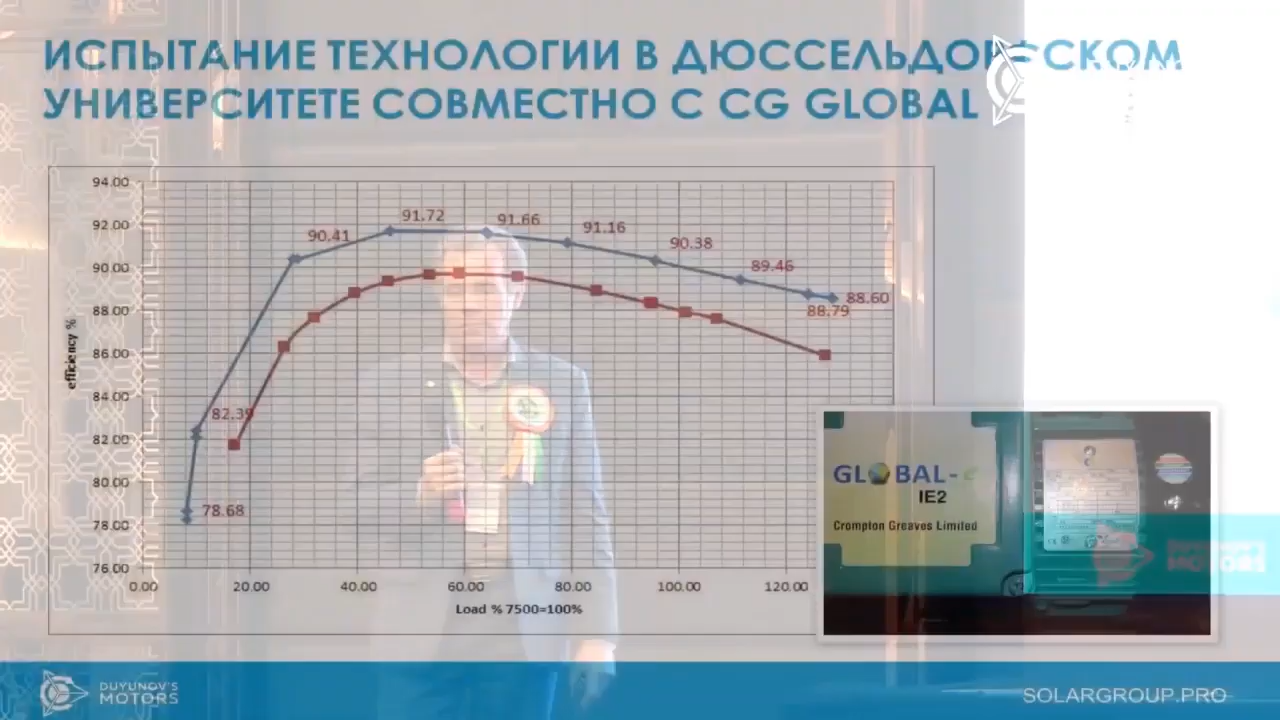 ИСПЫТАНИЕ ТЕХНОЛОГИИ В ДЮССЕЛЬДОРФСКОМ
УНИВЕРСИТЕТЕ СОВМЕСТНО С CG GLOBAL
94.00
92.00
90.00
88.00
86.00
84.00
82.00
80.00
78.00
76.00
efficiency %
78.68
82.39
90.41
91.72
91.66
91.16
90.38
89.46
88.79
88.60
0.00 20.00 40.00 60.00 80.00 100.00 120.00
Load % 7500=100%
GLOBAL-e
IE2
Crompton Greaves Limited
DUYUNOV'S
MOTORS
DUYUNOV'S
MOTORS
SOLARGROUP.PRO